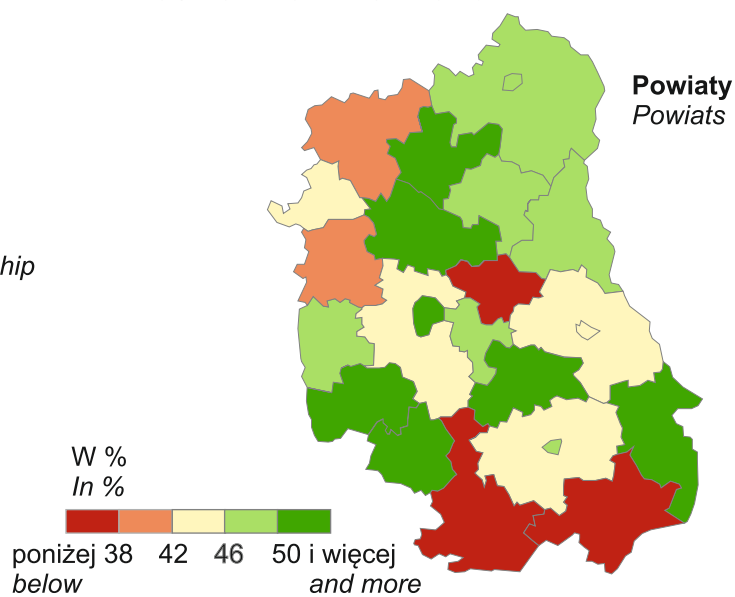 Powiaty
Powiats
hip
W %
In %
poniżej 38 42 46 50 i więcej
below and more